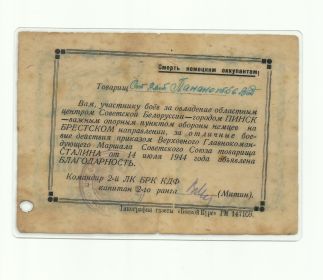 Смерть немецким оккупантам!
Товарищ
Вам, участнику боёв за овладение областным
центром Советской Белоруссии—городом ПИНСК
—важным опорным пунктом обороны немцев на
БРЕСТСКОМ направлении, за отличные бое-
вые действия приказом Верховного Главнокоман-
дующего Маршала Советского Союза товарища
СТАЛИНА от 14 июля 1944 года объявлена
БЛАГОДАРНОСТЬ.
Командир 2-й ЛК БРК КДФ
капитан 2-го ранга (Митин).
Типография газеты